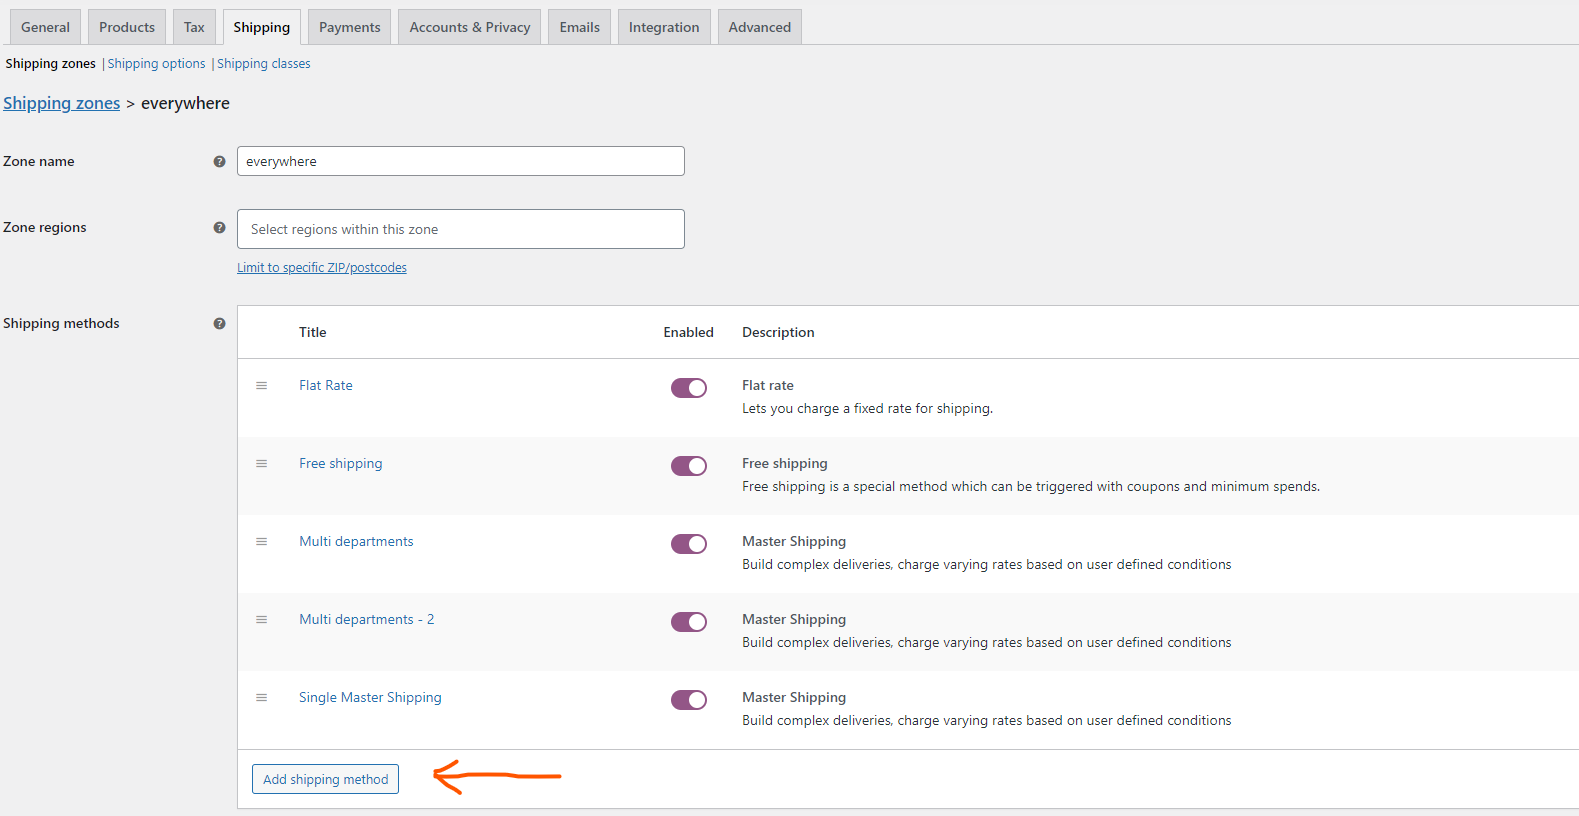 General Products Tax Shipping Payments Accounts & Privacy Emails Integration Advanced
Shipping zones | Shipping options | Shipping classes
Shipping zones > everywhere
Zone name ? everywhere
Zone regions ? Select regions within this zone
Limit to specific ZIP/postcodes
Shipping methods ? Title Enabled Description
Flat Rate Flat rate
Lets you charge a fixed rate for shipping.
Free shipping Free shipping
Free shipping is a special method which can be triggered with coupons and minimum spends.
Multi departments Master Shipping
Build complex deliveries, charge varying rates based on user defined conditions
Multi departments - 2 Master Shipping
Build complex deliveries, charge varying rates based on user defined conditions
Single Master Shipping Master Shipping
Build complex deliveries, charge varying rates based on user defined conditions
Add shipping method